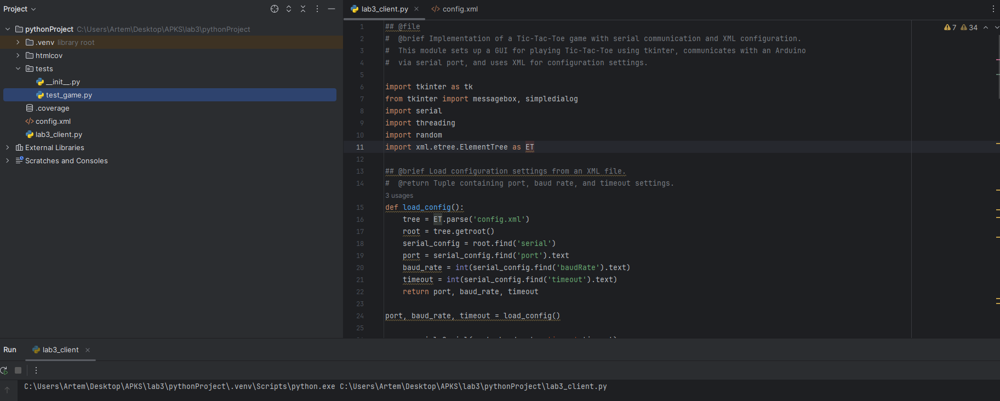 Project
pythonProject C:\Users\Artem\Desktop\APKS\lab3\pythonProject
.venv library root
htmlcov
tests
__init__.py
test_game.py
.coverage
config.xml
lab3_client.py
External Libraries
Scratches and Consoles
lab3_client.py
config.xml
7 34
1 ## @file
2 #  @brief Implementation of a Tic-Tac-Toe game with serial communication and XML configuration.
3 #  This module sets up a GUI for playing Tic-Tac-Toe using tkinter, communicates with an Arduino
4 #  via serial port, and uses XML for configuration settings.
5
6 import tkinter as tk
7 from tkinter import messagebox, simpledialog
8 import serial
9 import threading
10 import random
11 import xml.etree.ElementTree as ET
12
13 ## @brief Load configuration settings from an XML file.
14 #  @return Tuple containing port, baud rate, and timeout settings.
3 usages
15 def load_config():
16     tree = ET.parse('config.xml')
17     root = tree.getroot()
18     serial_config = root.find('serial')
19     port = serial_config.find('port').text
20     baud_rate = int(serial_config.find('baudRate').text)
21     timeout = int(serial_config.find('timeout').text)
22     return port, baud_rate, timeout
23
24 port, baud_rate, timeout = load_config()
25
Run lab3_client
C:\Users\Artem\Desktop\APKS\lab3\pythonProject\.venv\Scripts\python.exe C:\Users\Artem\Desktop\APKS\lab3\pythonProject\lab3_client.py